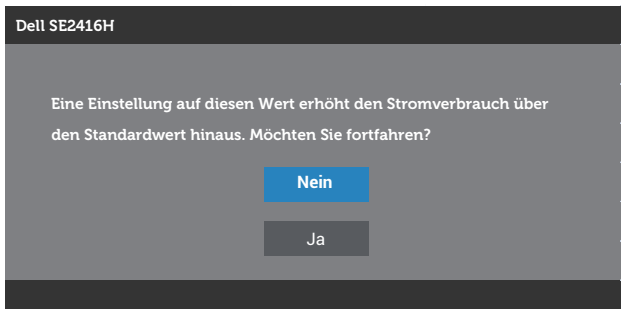 Dell SE2416H
Eine Einstellung auf diesen Wert erhöht den Stromverbrauch über
den Standardwert hinaus. Möchten Sie fortfahren?
Nein
Ja